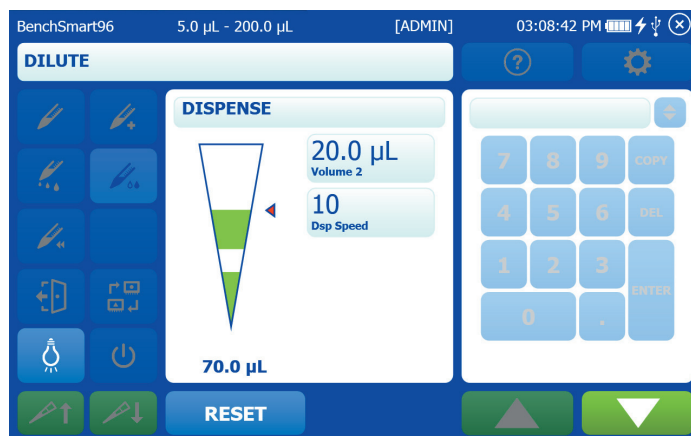 BenchSmart96 5.0 µL - 200.0 µL [ADMIN] 03:08:42 PM
DILUTE
?
DISPENSE
20.0 µL
Volume 2
10
Dsp Speed
70.0 µL
7 8 9 COPY
4 5 6 DEL
1 2 3
ENTER
0 .
RESET